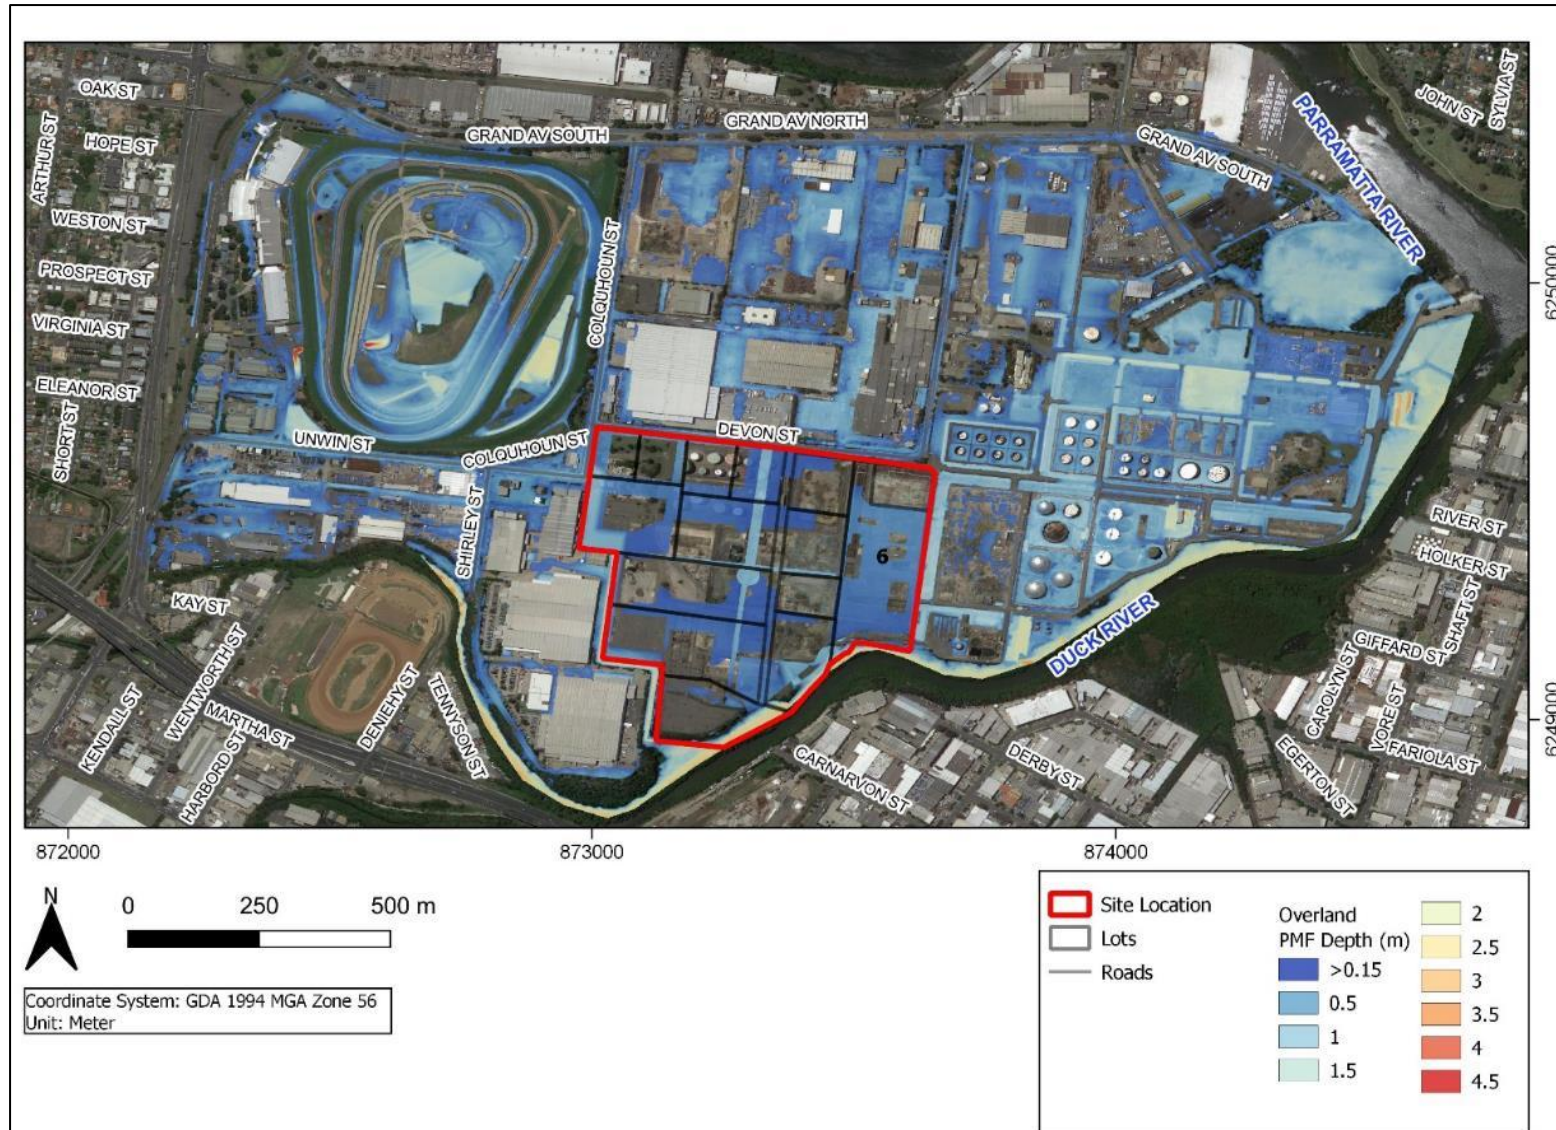 OAK ST
HOPE ST
ARTHUR ST
WESTON ST
PROSPECT ST
VIRGINIA ST
ELEANOR ST
SHORT ST
GRAND AV SOUTH
GRAND AV NORTH
GRAND AV SOUTH
PARRAMATTA RIVER
JOHN ST
SYLVIA ST
COLQUHOUN ST
UNWIN ST
COLQUHOUN ST
DEVON ST
SHIRLEY ST
6
KAY ST
WENTWORTH ST
KENDALL ST
HARBORD ST
MARTHA ST
DENIEHY ST
TENNYSON ST
DUCK RIVER
CARNARVON ST
DERBY ST
RIVER ST
HOLKER ST
SHAFT ST
GIFFARD ST
CAROLYN ST
VORE ST
FARIOLA ST
EGERTON ST
6250000
6249000
872000
873000
874000
N
0 250 500 m
Coordinate System: GDA 1994 MGA Zone 56
Unit: Meter
Site Location
Lots
Roads
Overland
PMF Depth (m)
>0.15
0.5
1
1.5
2
2.5
3
3.5
4
4.5